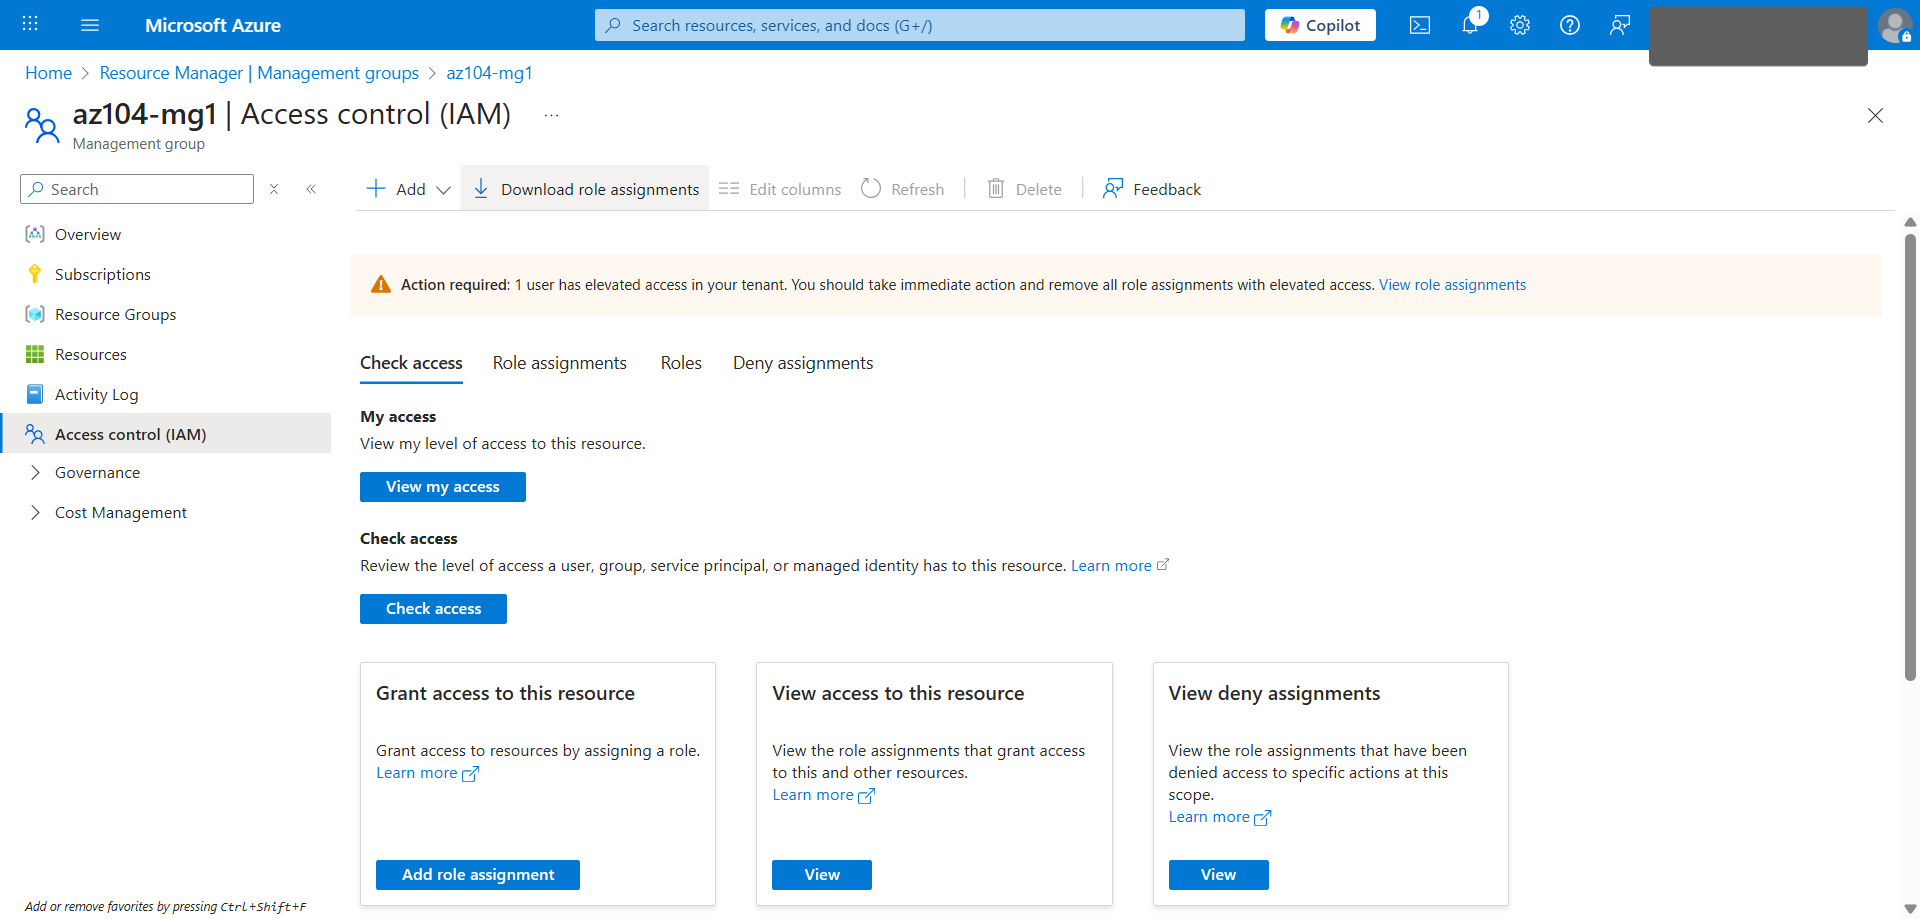 Microsoft Azure
Search resources, services, and docs (G+/)
Copilot
1
Home > Resource Manager | Management groups > az104-mg1
az104-mg1 | Access control (IAM) ...
Management group
Search
Add
Download role assignments
Edit columns
Refresh
Delete
Feedback
Overview
Subscriptions
Resource Groups
Resources
Activity Log
Access control (IAM)
Governance
Cost Management
Add or remove favorites by pressing Ctrl+Shift+F
Action required: 1 user has elevated access in your tenant. You should take immediate action and remove all role assignments with elevated access. View role assignments
Check access
Role assignments
Roles
Deny assignments
My access
View my level of access to this resource.
View my access
Check access
Review the level of access a user, group, service principal, or managed identity has to this resource. Learn more
Check access
Grant access to this resource
Grant access to resources by assigning a role.
Learn more
Add role assignment
View access to this resource
View the role assignments that grant access
to this and other resources.
Learn more
View
View deny assignments
View the role assignments that have been
denied access to specific actions at this
scope.
Learn more
View